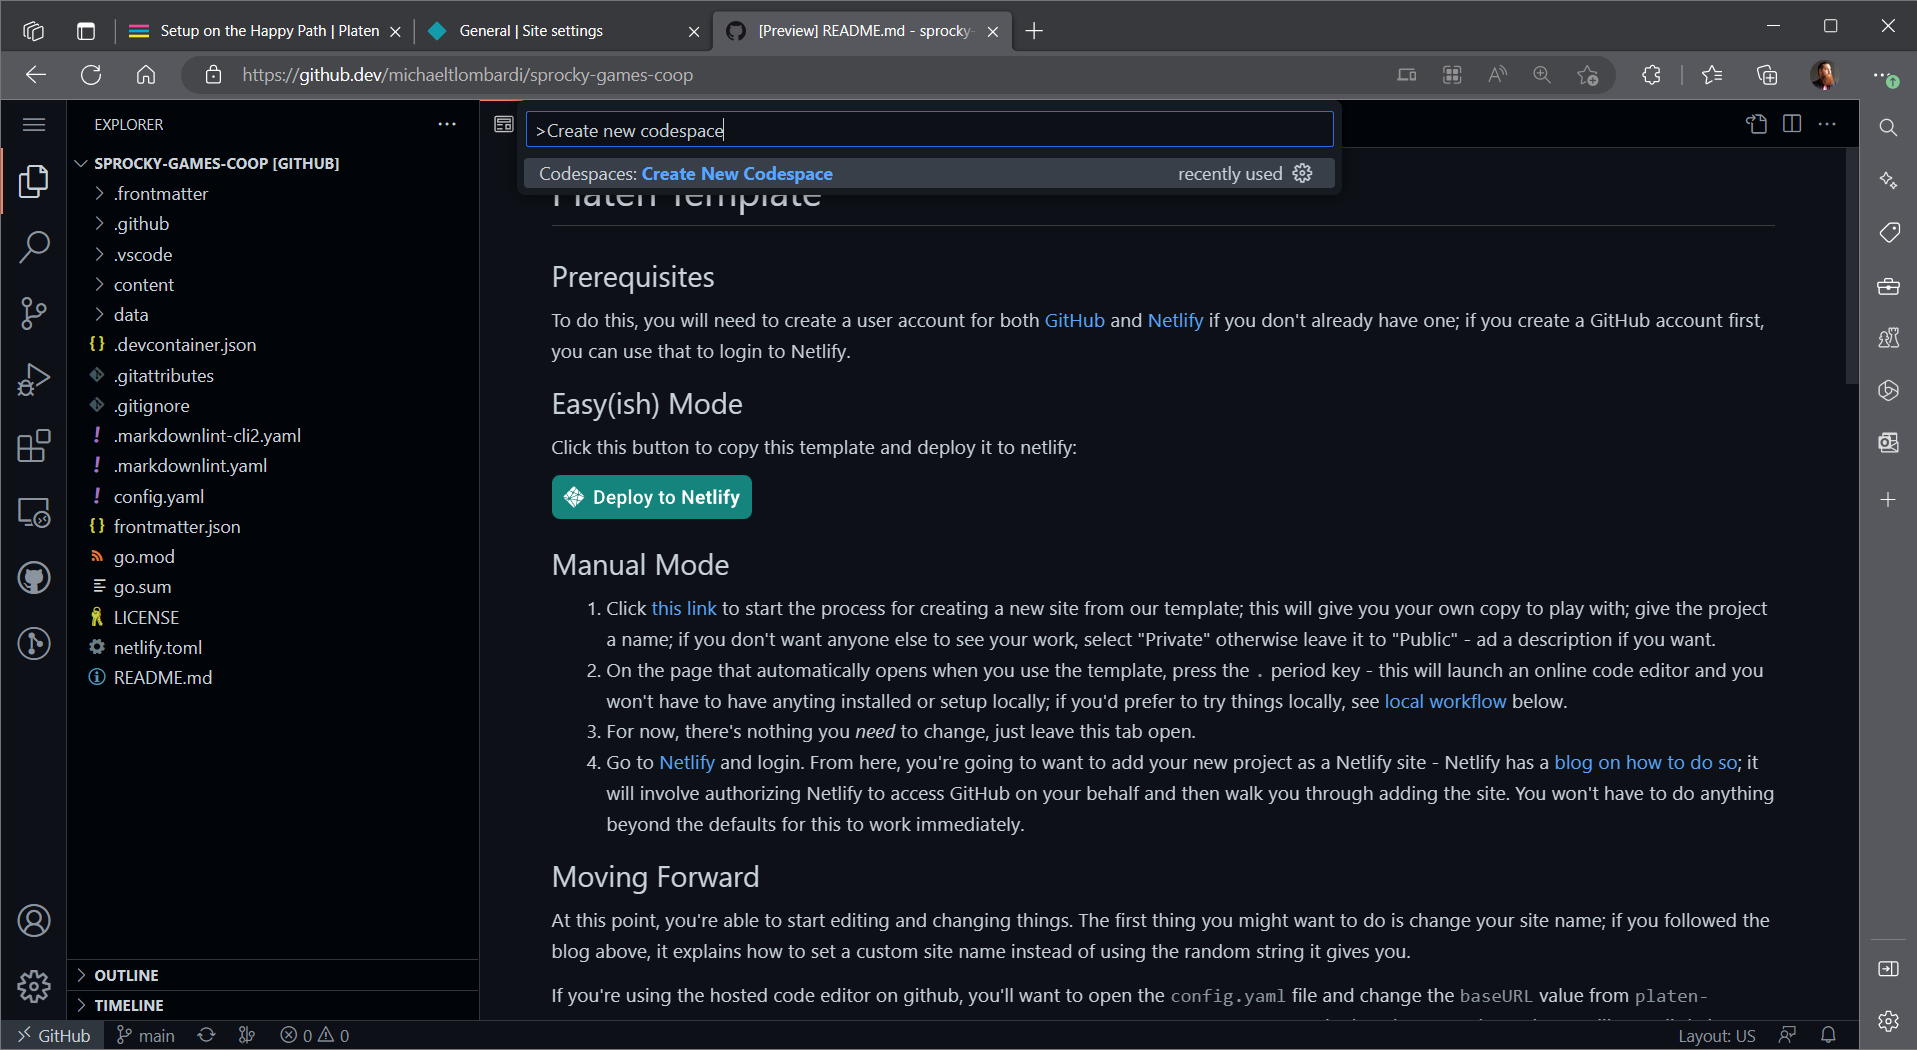 Setup on the Happy Path | Platen
General | Site settings
[Preview] README.md - sprocky-
https://github.dev/michaeltlombardi/sprocky-games-coop
EXPLORER
SPROCKY-GAMES-COOP [GITHUB]
.frontmatter
.github
.vscode
content
data
.devcontainer.json
.gitattributes
.gitignore
.markdownlint-cli2.yaml
.markdownlint.yaml
config.yaml
frontmatter.json
go.mod
go.sum
LICENSE
netlify.toml
README.md
OUTLINE
TIMELINE
>Create new codespace
Codespaces: Create New Codespace recently used
Platen Template
Prerequisites
To do this, you will need to create a user account for both GitHub and Netlify if you don't already have one; if you create a GitHub account first,
you can use that to login to Netlify.
Easy(ish) Mode
Click this button to copy this template and deploy it to netlify:
Deploy to Netlify
Manual Mode
1. Click this link to start the process for creating a new site from our template; this will give you your own copy to play with; give the project
a name; if you don't want anyone else to see your work, select "Private" otherwise leave it to "Public" - ad a description if you want.
2. On the page that automatically opens when you use the template, press the . period key - this will launch an online code editor and you
won't have to have anyting installed or setup locally; if you'd prefer to try things locally, see local workflow below.
3. For now, there's nothing you need to change, just leave this tab open.
4. Go to Netlify and login. From here, you're going to want to add your new project as a Netlify site - Netlify has a blog on how to do so; it
will involve authorizing Netlify to access GitHub on your behalf and then walk you through adding the site. You won't have to do anything
beyond the defaults for this to work immediately.
Moving Forward
At this point, you're able to start editing and changing things. The first thing you might want to do is change your site name; if you followed the
blog above, it explains how to set a custom site name instead of using the random string it gives you.
If you're using the hosted code editor on github, you'll want to open the config.yaml file and change the baseURL value from platen-
GitHub main 0 0 Layout: US